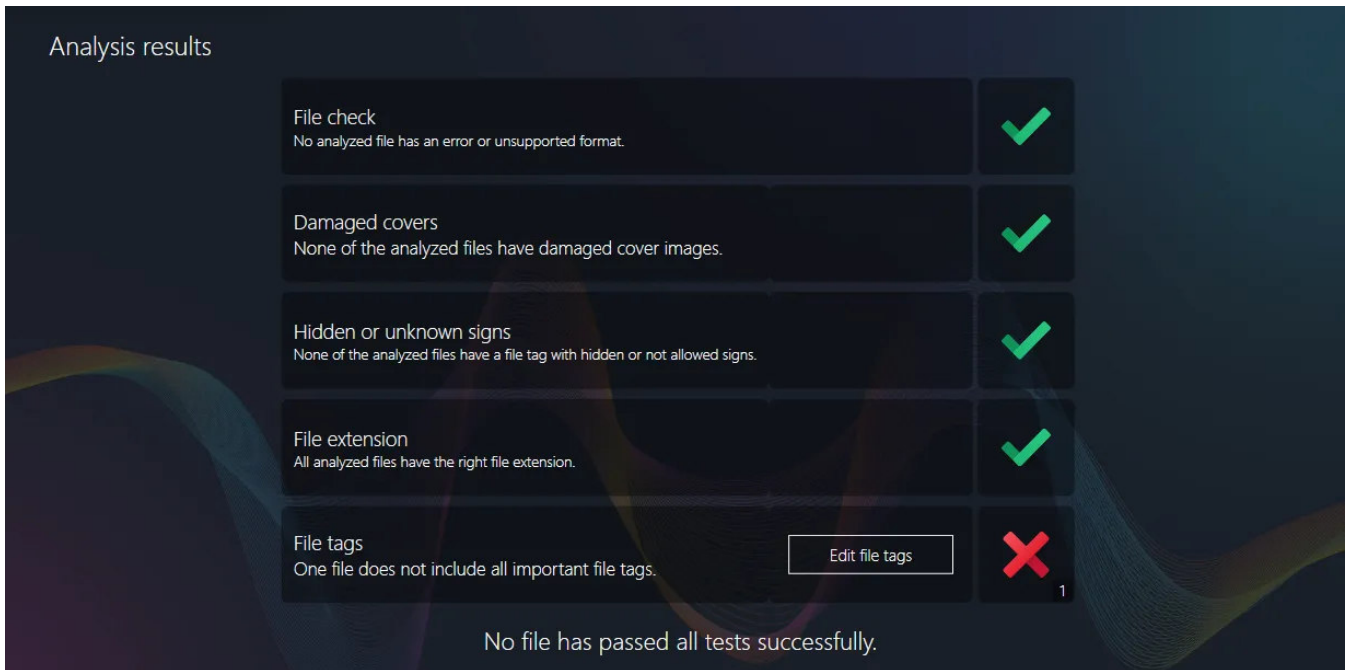 Analysis results
File check
No analyzed file has an error or unsupported format.
Damaged covers
None of the analyzed files have damaged cover images.
Hidden or unknown signs
None of the analyzed files have a file tag with hidden or not allowed signs.
File extension
All analyzed files have the right file extension.
File tags
One file does not include all important file tags.
Edit file tags
1
No file has passed all tests successfully.